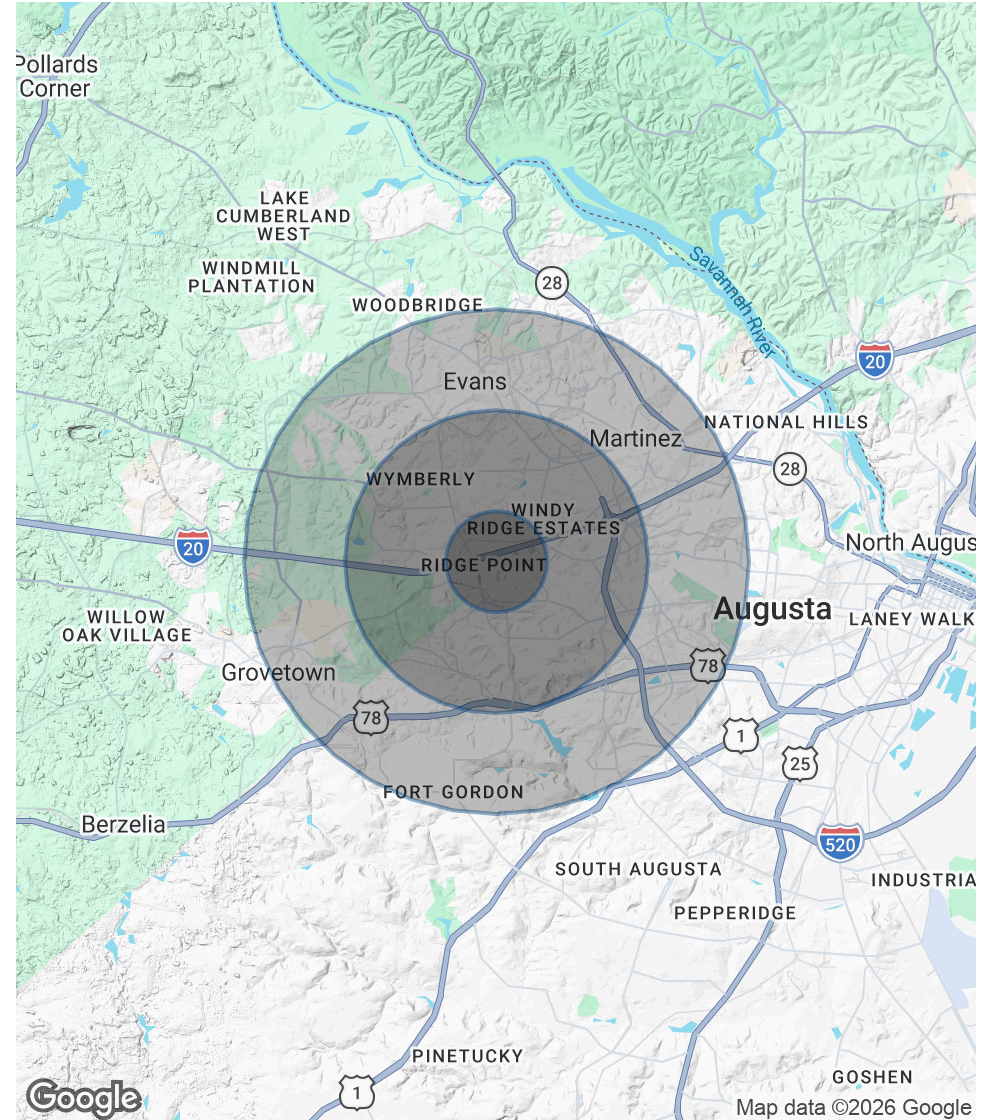 Pollards
Corner
LAKE
CUMBERLAND
WEST
WINDMILL
PLANTATION
WOODBRIDGE
28
Savannah River
20
Evans
NATIONAL HILLS
Martinez
28
WYMBERLY
WINDY
RIDGE ESTATES
20
North Augus
RIDGE POINT
Augusta
WILLOW
OAK VILLAGE
LANEY WALK
Grovetown
78
78
1
25
FORT GORDON
Berzelia
520
SOUTH AUGUSTA
INDUSTRIA
PEPPERIDGE
PINETUCKY
GOSHEN
1
Google
Map data ©2026 Google